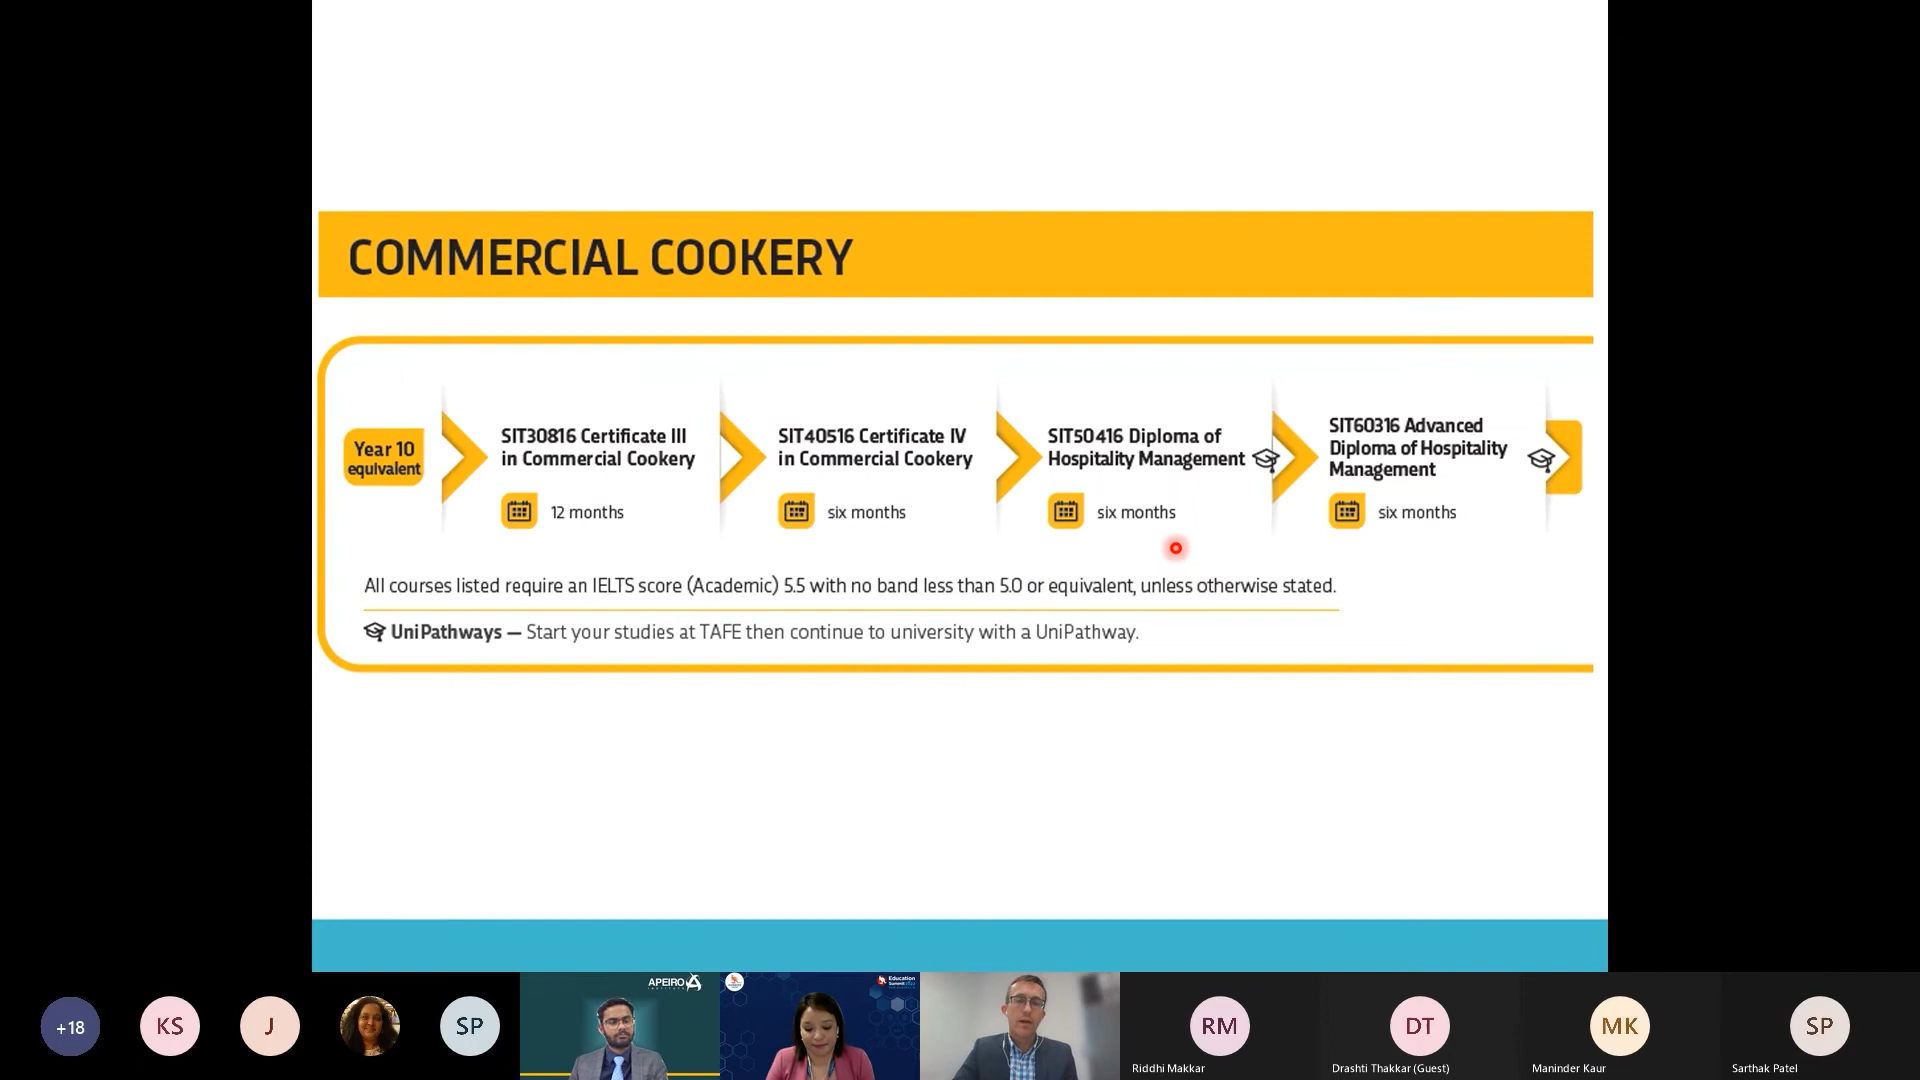 COMMERCIAL COOKERY
Year 10
equivalent
SIT30816 Certificate III
in Commercial Cookery
12 months
SIT40516 Certificate IV
in Commercial Cookery
six months
SIT50416 Diploma of
Hospitality Management
six months
SIT60316 Advanced
Diploma of Hospitality
Management
six months
All courses listed require an IELTS score (Academic) 5.5 with no band less than 5.0 or equivalent, unless otherwise stated.
UniPathways — Start your studies at TAFE then continue to university with a UniPathway.
+18
KS
J
SP
APEIRO
INSTITUTE
Education
Summit
RM
Riddhi Makkar
DT
Drashti Thakkar (Guest)
MK
Maninder Kaur
SP
Sarthak Patel